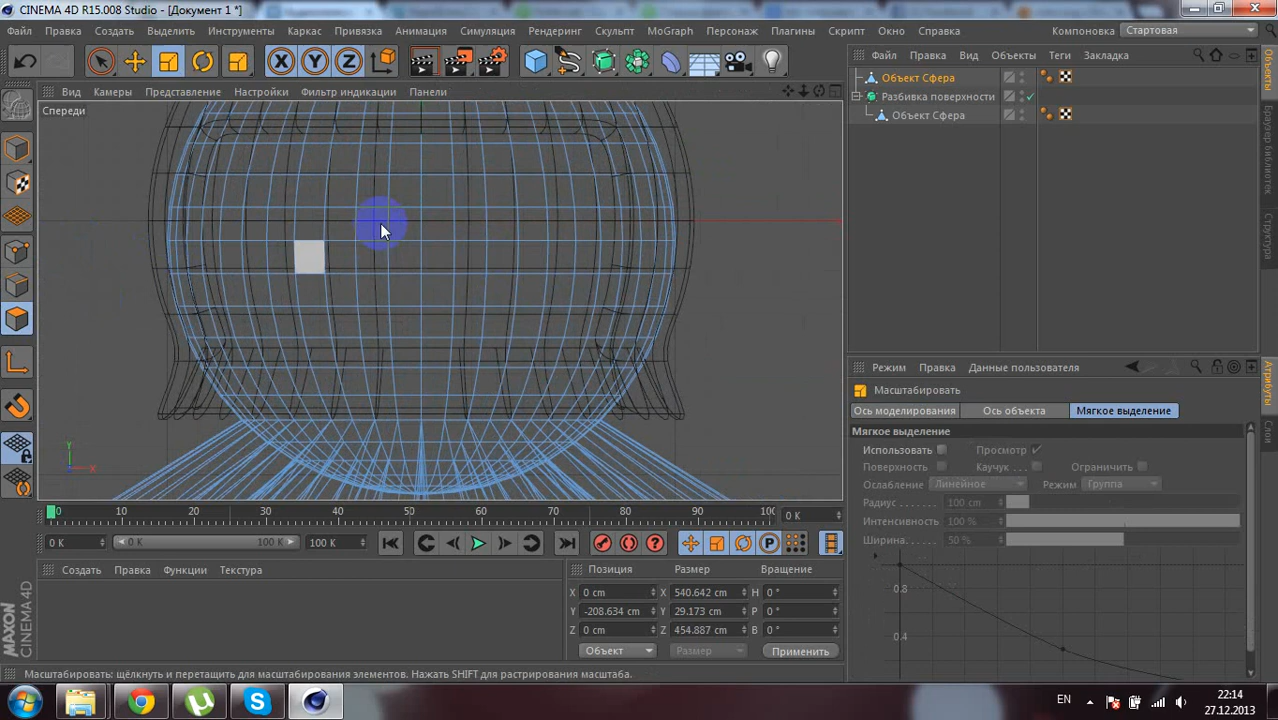 CINEMA 4D R15.008 Studio - [Документ 1 *]
Файл Правка Создать Выделить Инструменты Каркас Привязка Анимация Симуляция Рендеринг Скульпт MoGraph Персонаж Плагины Скрипт Окно Справка Компоновка Стартовая
X Y Z
Файл Правка Вид Объекты Теги Закладка
Объект Сфера
Разбивка поверхности
Объект Сфера
Объекты
Браузер библиотек
Структура
Вид Камеры Представление Настройки Фильтр индикации Панели
Спереди
Y
X
Режим Правка Данные пользователя
Масштабировать
Ось моделирования Ось объекта Мягкое выделение
Мягкое выделение
Использовать Просмотр
Поверхность Каучук . . . Ограничить
Ослабление Линейное Режим Группа
Радиус . . . . . . 100 cm
Интенсивность 100 %
Ширина. . . . . . 50 %
0.8
0.4
Атрибуты
Слои
0 10 20 30 40 50 60 70 80 90 100 0 K
0 K 0 K 100 K 100 K
Создать Правка Функции Текстура
Позиция Размер Вращение
X 0 cm X 540.642 cm H 0 °
Y -208.634 cm Y 29.173 cm P 0 °
Z 0 cm Z 454.887 cm B 0 °
Объект Размер Применить
MAXON
CINEMA 4D
Масштабировать: щёлкнуть и перетащить для масштабирования элементов. Нажать SHIFT для растрирования масштаба.
EN
22:14
27.12.2013